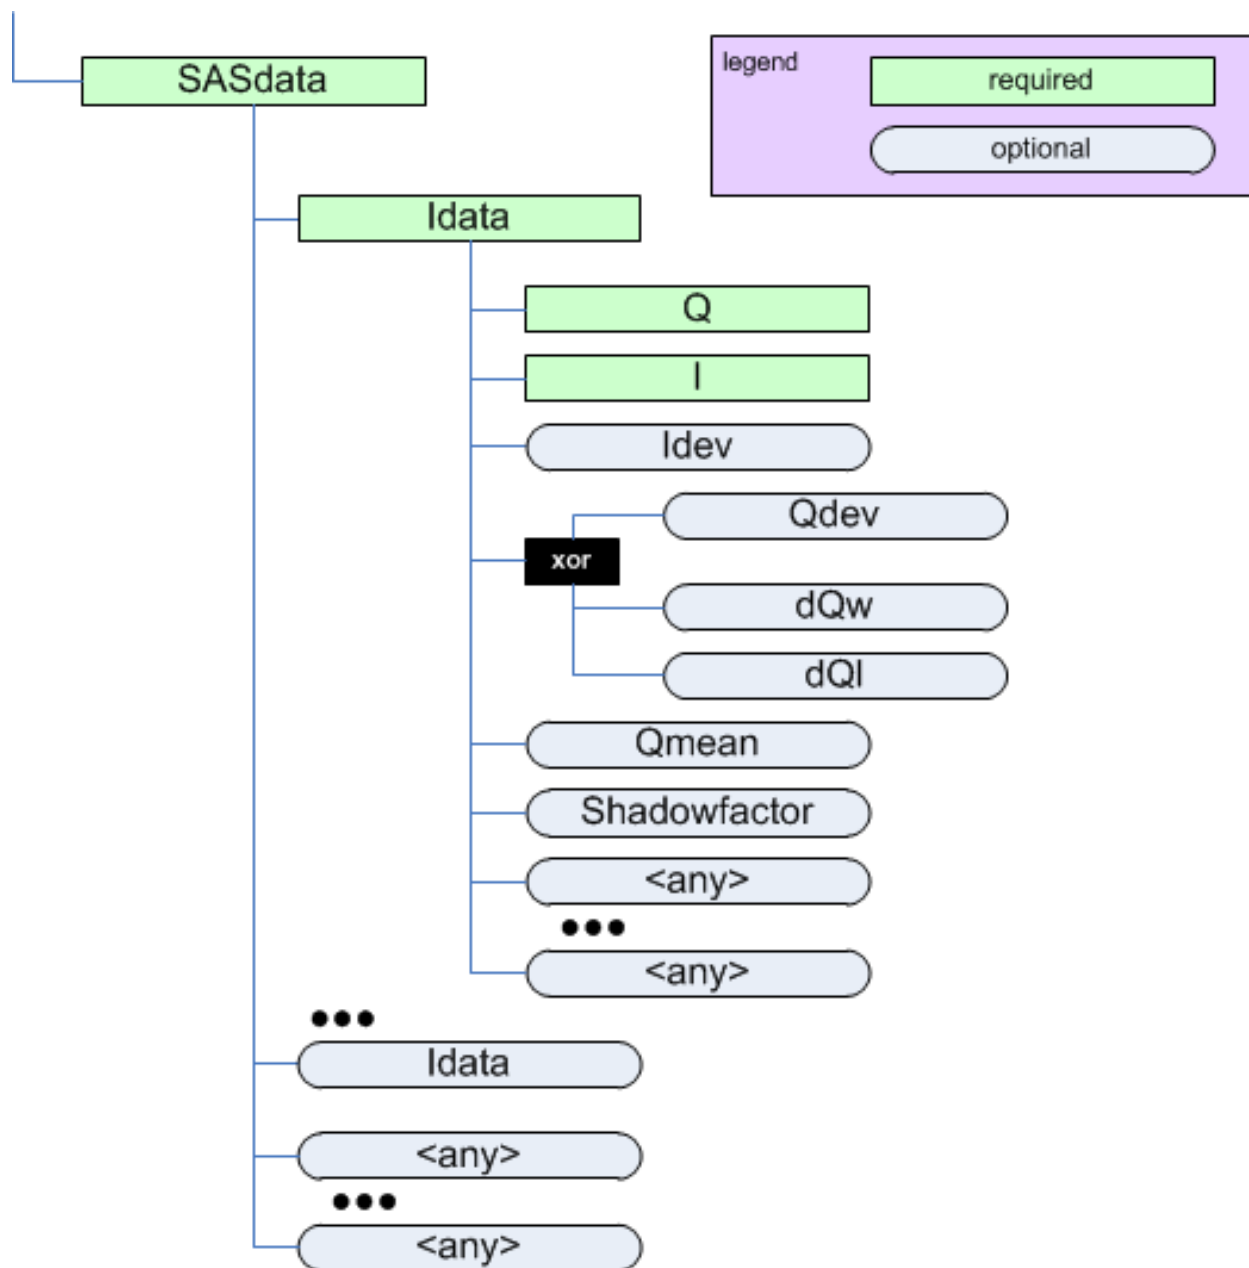 SASdata
legend
required
optional
Idata
Q
I
Idev
Qdev
xor
dQw
dQl
Qmean
Shadowfactor
<any>
●●●
<any>
●●●
Idata
<any>
●●●
<any>